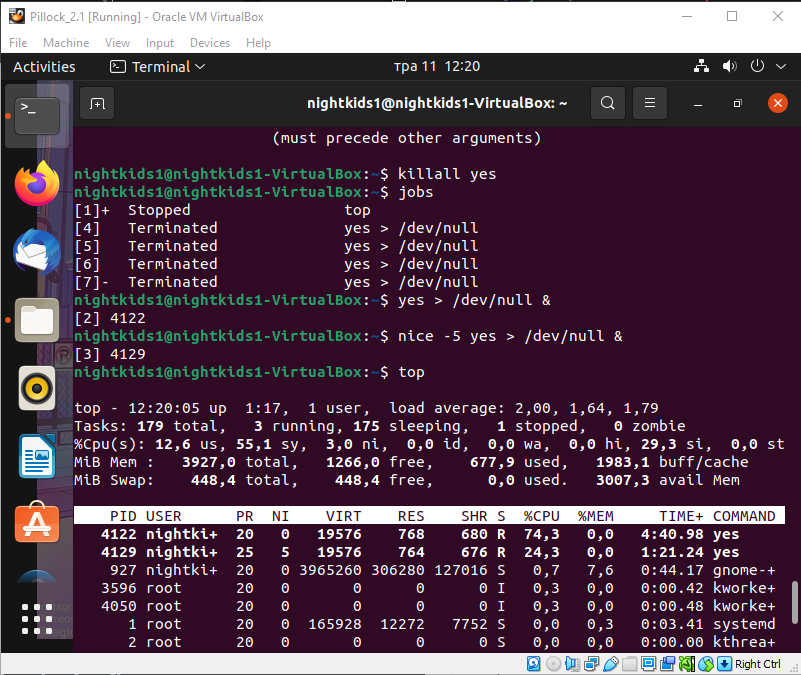 Pillock_2.1 [Running] - Oracle VM VirtualBox
File Machine View Input Devices Help
Activities Terminal тра 11 12:20
nightkids1@nightkids1-VirtualBox: ~
(must precede other arguments)
nightkids1@nightkids1-VirtualBox:~$ killall yes
nightkids1@nightkids1-VirtualBox:~$ jobs
[1]+ Stopped top
[4] Terminated yes > /dev/null
[5] Terminated yes > /dev/null
[6] Terminated yes > /dev/null
[7]- Terminated yes > /dev/null
nightkids1@nightkids1-VirtualBox:~$ yes > /dev/null &
[2] 4122
nightkids1@nightkids1-VirtualBox:~$ nice -5 yes > /dev/null &
[3] 4129
nightkids1@nightkids1-VirtualBox:~$ top
top - 12:20:05 up 1:17, 1 user, load average: 2,00, 1,64, 1,79
Tasks: 179 total, 3 running, 175 sleeping, 1 stopped, 0 zombie
%Cpu(s): 12,6 us, 55,1 sy, 3,0 ni, 0,0 id, 0,0 wa, 0,0 hi, 29,3 si, 0,0 st
MiB Mem : 3927,0 total, 1266,0 free, 677,9 used, 1983,1 buff/cache
MiB Swap: 448,4 total, 448,4 free, 0,0 used. 3007,3 avail Mem
PID USER PR NI VIRT RES SHR S %CPU %MEM TIME+ COMMAND
4122 nightki+ 20 0 19576 768 680 R 74,3 0,0 4:40.98 yes
4129 nightki+ 25 5 19576 764 676 R 24,3 0,0 1:21.24 yes
927 nightki+ 20 0 3965260 306280 127016 S 0,7 7,6 0:44.17 gnome-+
3596 root 20 0 0 0 0 I 0,3 0,0 0:00.42 kworke+
4050 root 20 0 0 0 0 I 0,3 0,0 0:00.48 kworke+
1 root 20 0 165928 12272 7752 S 0,0 0,3 0:03.41 systemd
2 root 20 0 0 0 0 S 0,0 0,0 0:00.00 kthrea+
Right Ctrl